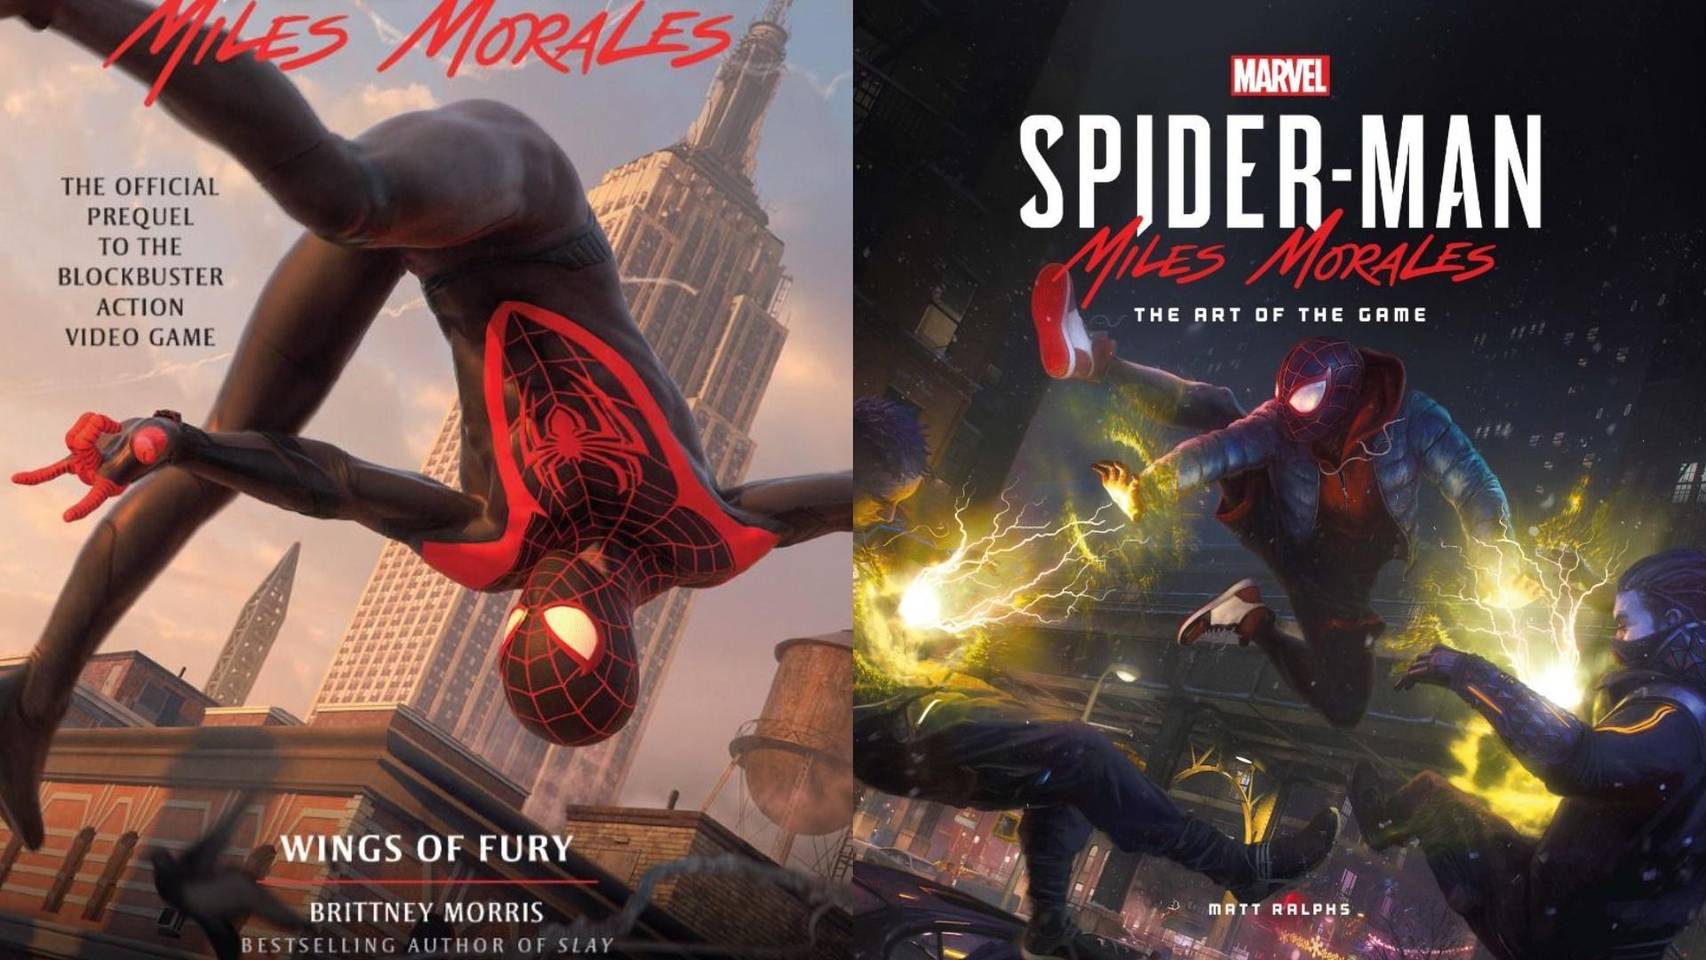 MILES MORALES
THE OFFICIAL
PREQUEL
TO THE
BLOCKBUSTER
ACTION
VIDEO GAME
WINGS OF FURY
BRITTNEY MORRIS
BESTSELLING AUTHOR OF SLAY
MARVEL
SPIDER-MAN
MILES MORALES
THE ART OF THE GAME
MATT RALPHS